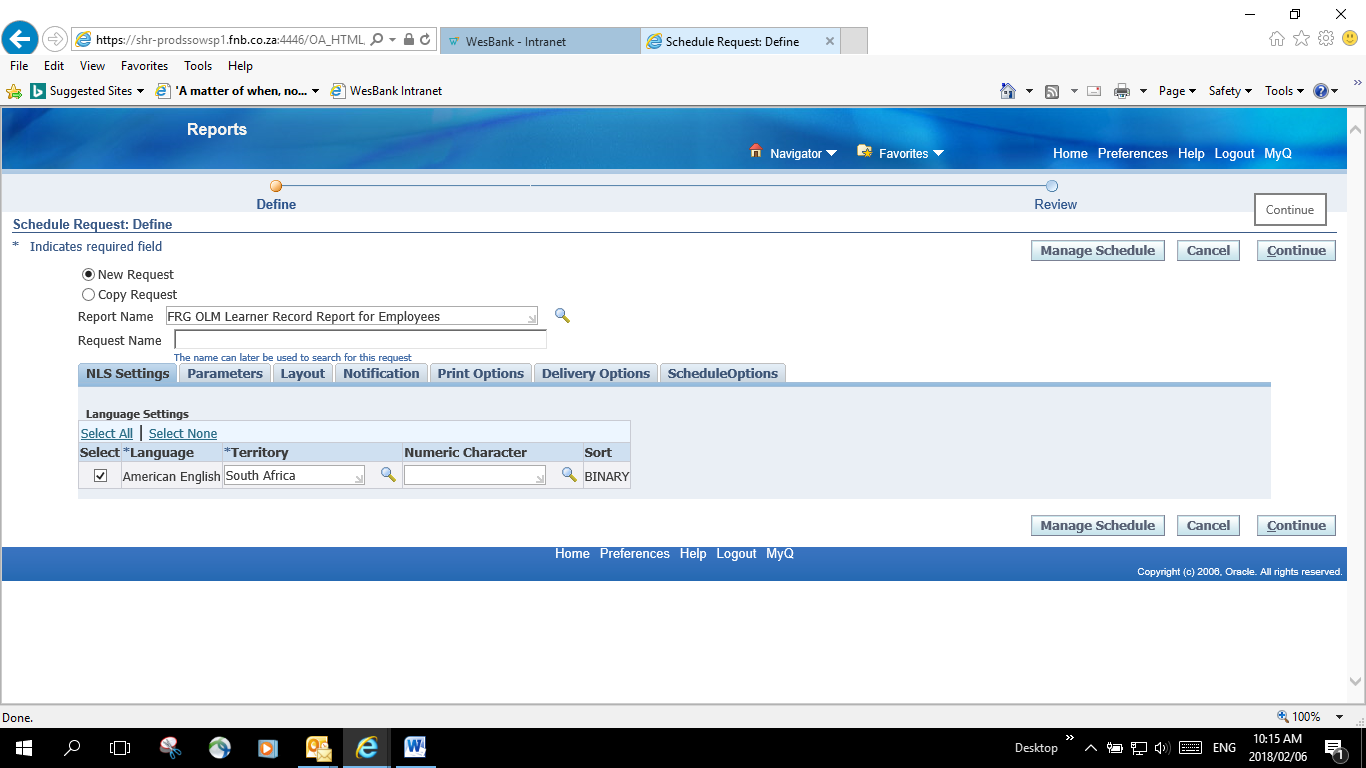 https://shr-prodssowsp1.fnb.co.za:4446/OA_HTML
WesBank - Intranet
Schedule Request: Define
File Edit View Favorites Tools Help
Suggested Sites
'A matter of when, no...
WesBank Intranet
Page Safety Tools
Reports
Navigator Favorites
Home Preferences Help Logout MyQ
Define Review
Continue
Schedule Request: Define
* Indicates required field
Manage Schedule Cancel Continue
New Request
Copy Request
Report Name FRG OLM Learner Record Report for Employees
Request Name
The name can later be used to search for this request
NLS Settings Parameters Layout Notification Print Options Delivery Options ScheduleOptions
Language Settings
Select All | Select None
Select *Language *Territory Numeric Character Sort
American English South Africa BINARY
Manage Schedule Cancel Continue
Home Preferences Help Logout MyQ
Copyright (c) 2006, Oracle. All rights reserved.
Done.
100%
Desktop
ENG
10:15 AM
2018/02/06
1